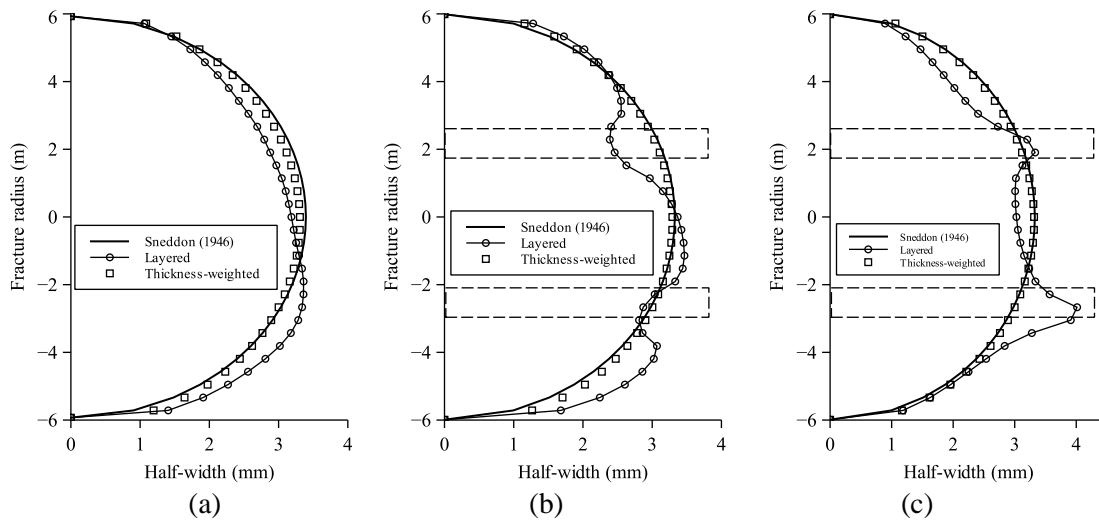 6
4
2
0
−2
−4
−6
Fracture radius (m)
Sneddon (1946)
Layered
Thickness-weighted
0 1 2 3 4
Half-width (mm)
(a)
6
4
2
0
−2
−4
−6
Fracture radius (m)
Sneddon (1946)
Layered
Thickness-weighted
0 1 2 3 4
Half-width (mm)
(b)
6
4
2
0
−2
−4
−6
Fracture radius (m)
Sneddon (1946)
Layered
Thickness-weighted
0 1 2 3 4
Half-width (mm)
(c)